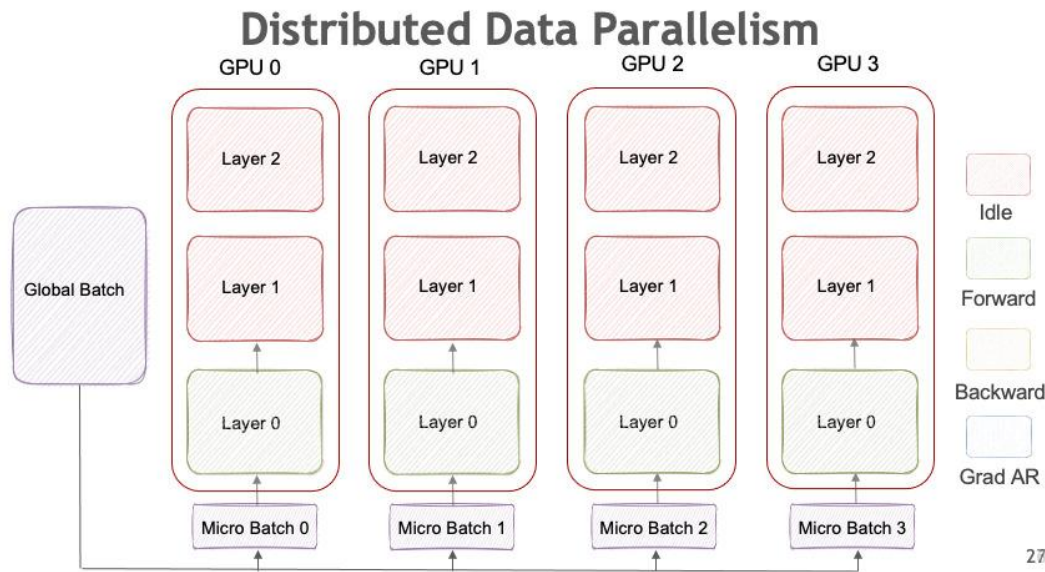 Distributed Data Parallelism
GPU 0
GPU 1
GPU 2
GPU 3
Layer 2
Layer 2
Layer 2
Layer 2
Idle
Global Batch
Layer 1
Layer 1
Layer 1
Layer 1
Forward
Backward
Layer 0
Layer 0
Layer 0
Layer 0
Grad AR
Micro Batch 0
Micro Batch 1
Micro Batch 2
Micro Batch 3